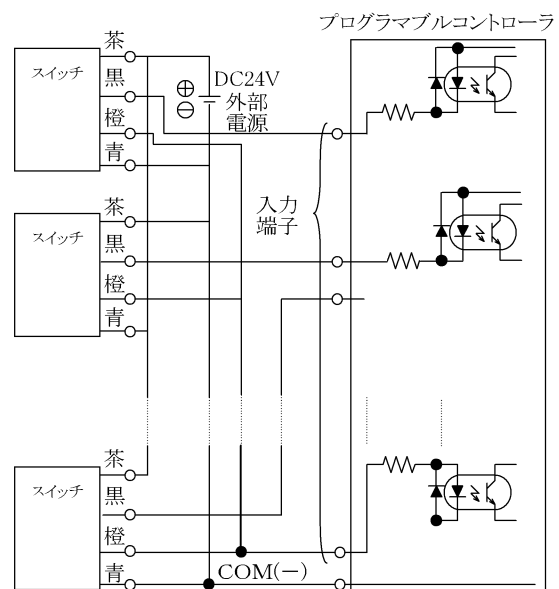 プログラマブルコントローラ
茶
スイッチ
黒
橙
青
⊕
⊖
DC24V
外部
電源
入力
端子
茶
スイッチ
黒
橙
青
茶
スイッチ
黒
橙
青
COM(−)